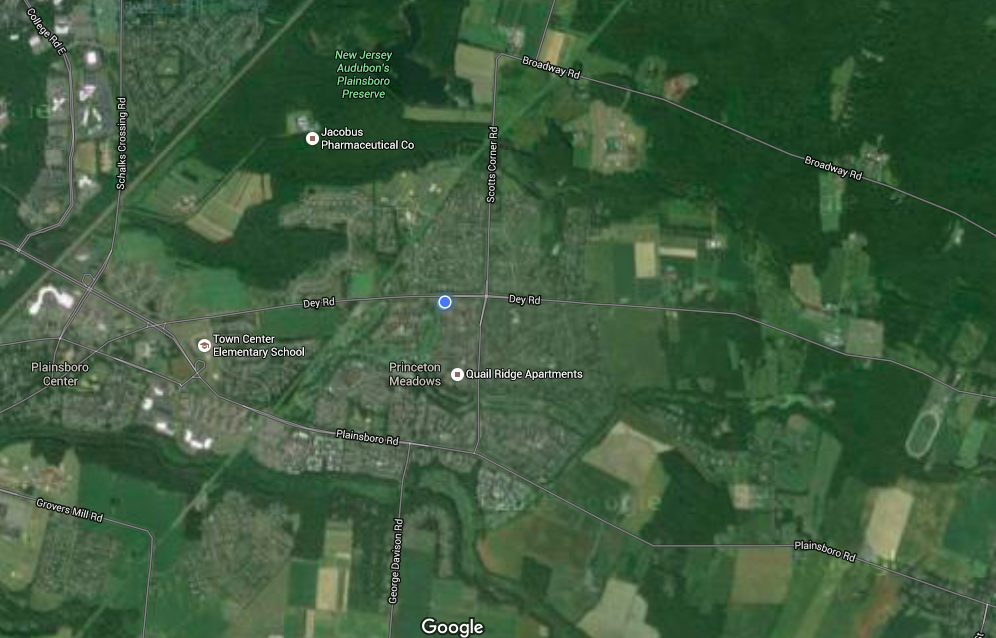 College Rd E
Schalks Crossing Rd
New Jersey
Audubon's
Plainsboro
Preserve
Broadway Rd
Jacobus
Pharmaceutical Co
Scotts Corner Rd
Broadway Rd
Dey Rd
Dey Rd
Town Center
Elementary School
Plainsboro
Center
Princeton
Meadows
Quail Ridge Apartments
Plainsboro Rd
Grovers Mill Rd
George Davison Rd
Plainsboro Rd
Google